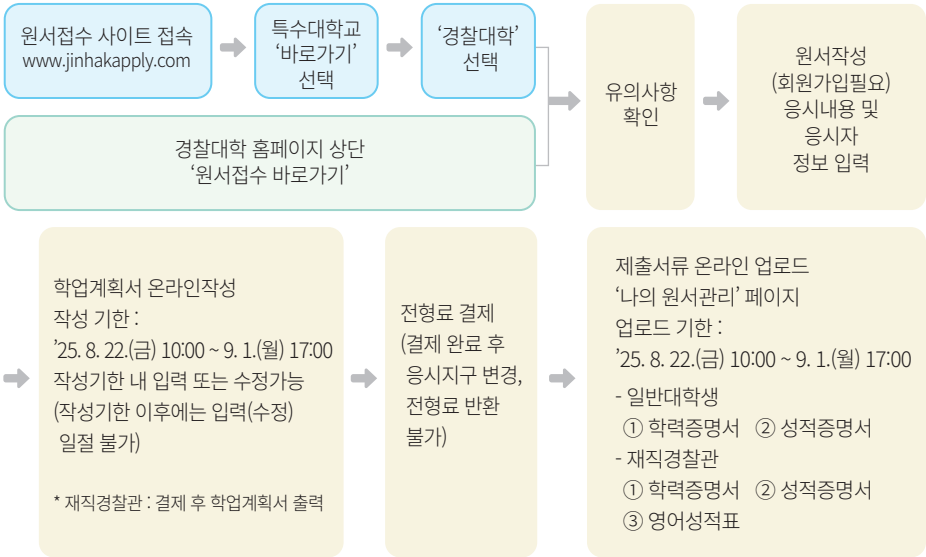 원서접수 사이트 접속
www.jinhakapply.com
특수대학교
‘바로가기’
선택
‘경찰대학’
선택
경찰대학 홈페이지 상단
‘원서접수 바로가기’
유의사항
확인
원서작성
(회원가입필요)
응시내용 및
응시자
정보 입력
학업계획서 온라인작성
작성 기한 :
’25. 8. 22.(금) 10:00 ~ 9. 1.(월) 17:00
작성기한 내 입력 또는 수정가능
(작성기한 이후에는 입력(수정)
일절 불가)
* 재직경찰관 : 결제 후 학업계획서 출력
전형료 결제
(결제 완료 후
응시지구 변경,
전형료 반환
불가)
제출서류 온라인 업로드
‘나의 원서관리’ 페이지
업로드 기한 :
’25. 8. 22.(금) 10:00 ~ 9. 1.(월) 17:00
- 일반대학생
① 학력증명서 ② 성적증명서
- 재직경찰관
① 학력증명서 ② 성적증명서
③ 영어성적표